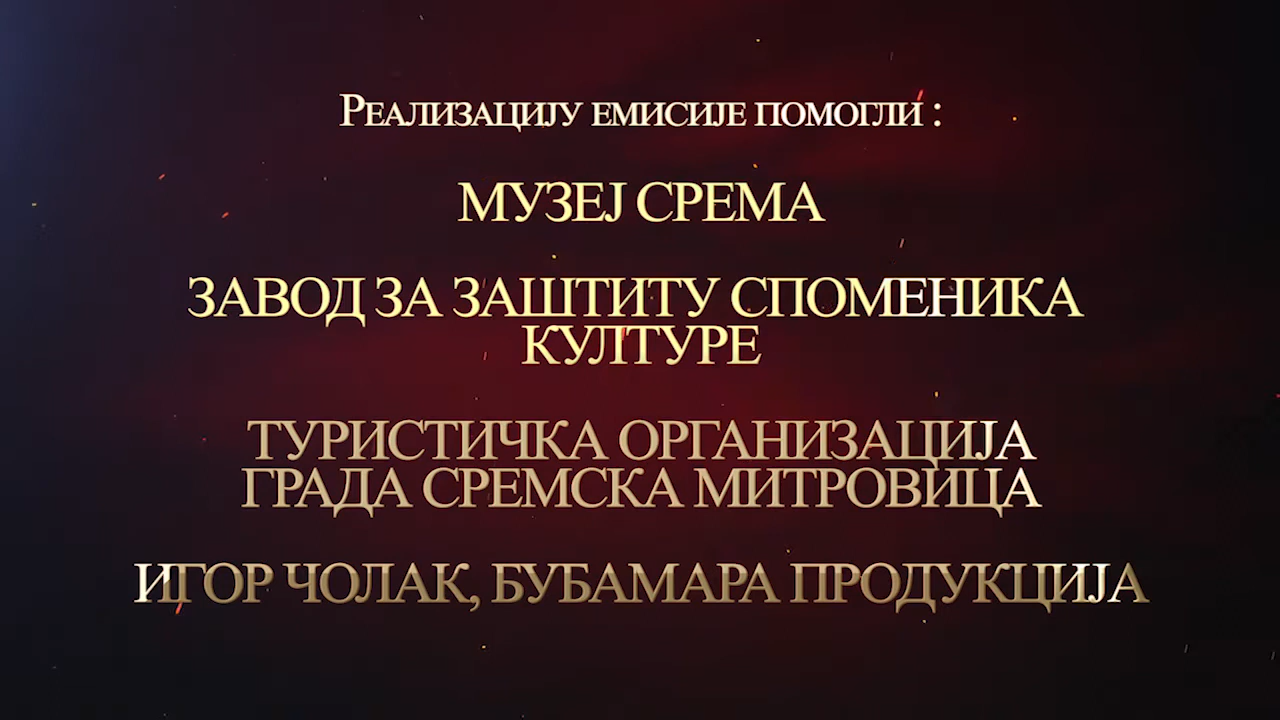 Реализацију емисије помогли :
МУЗЕЈ СРЕМА
ЗАВОД ЗА ЗАШТИТУ СПОМЕНИКА
КУЛТУРЕ
ТУРИСТИЧКА ОРГАНИЗАЦИЈА
ГРАДА СРЕМСКА МИТРОВИЦА
ИГОР ЧОЛАК, БУБАМАРА ПРОДУКЦИЈА